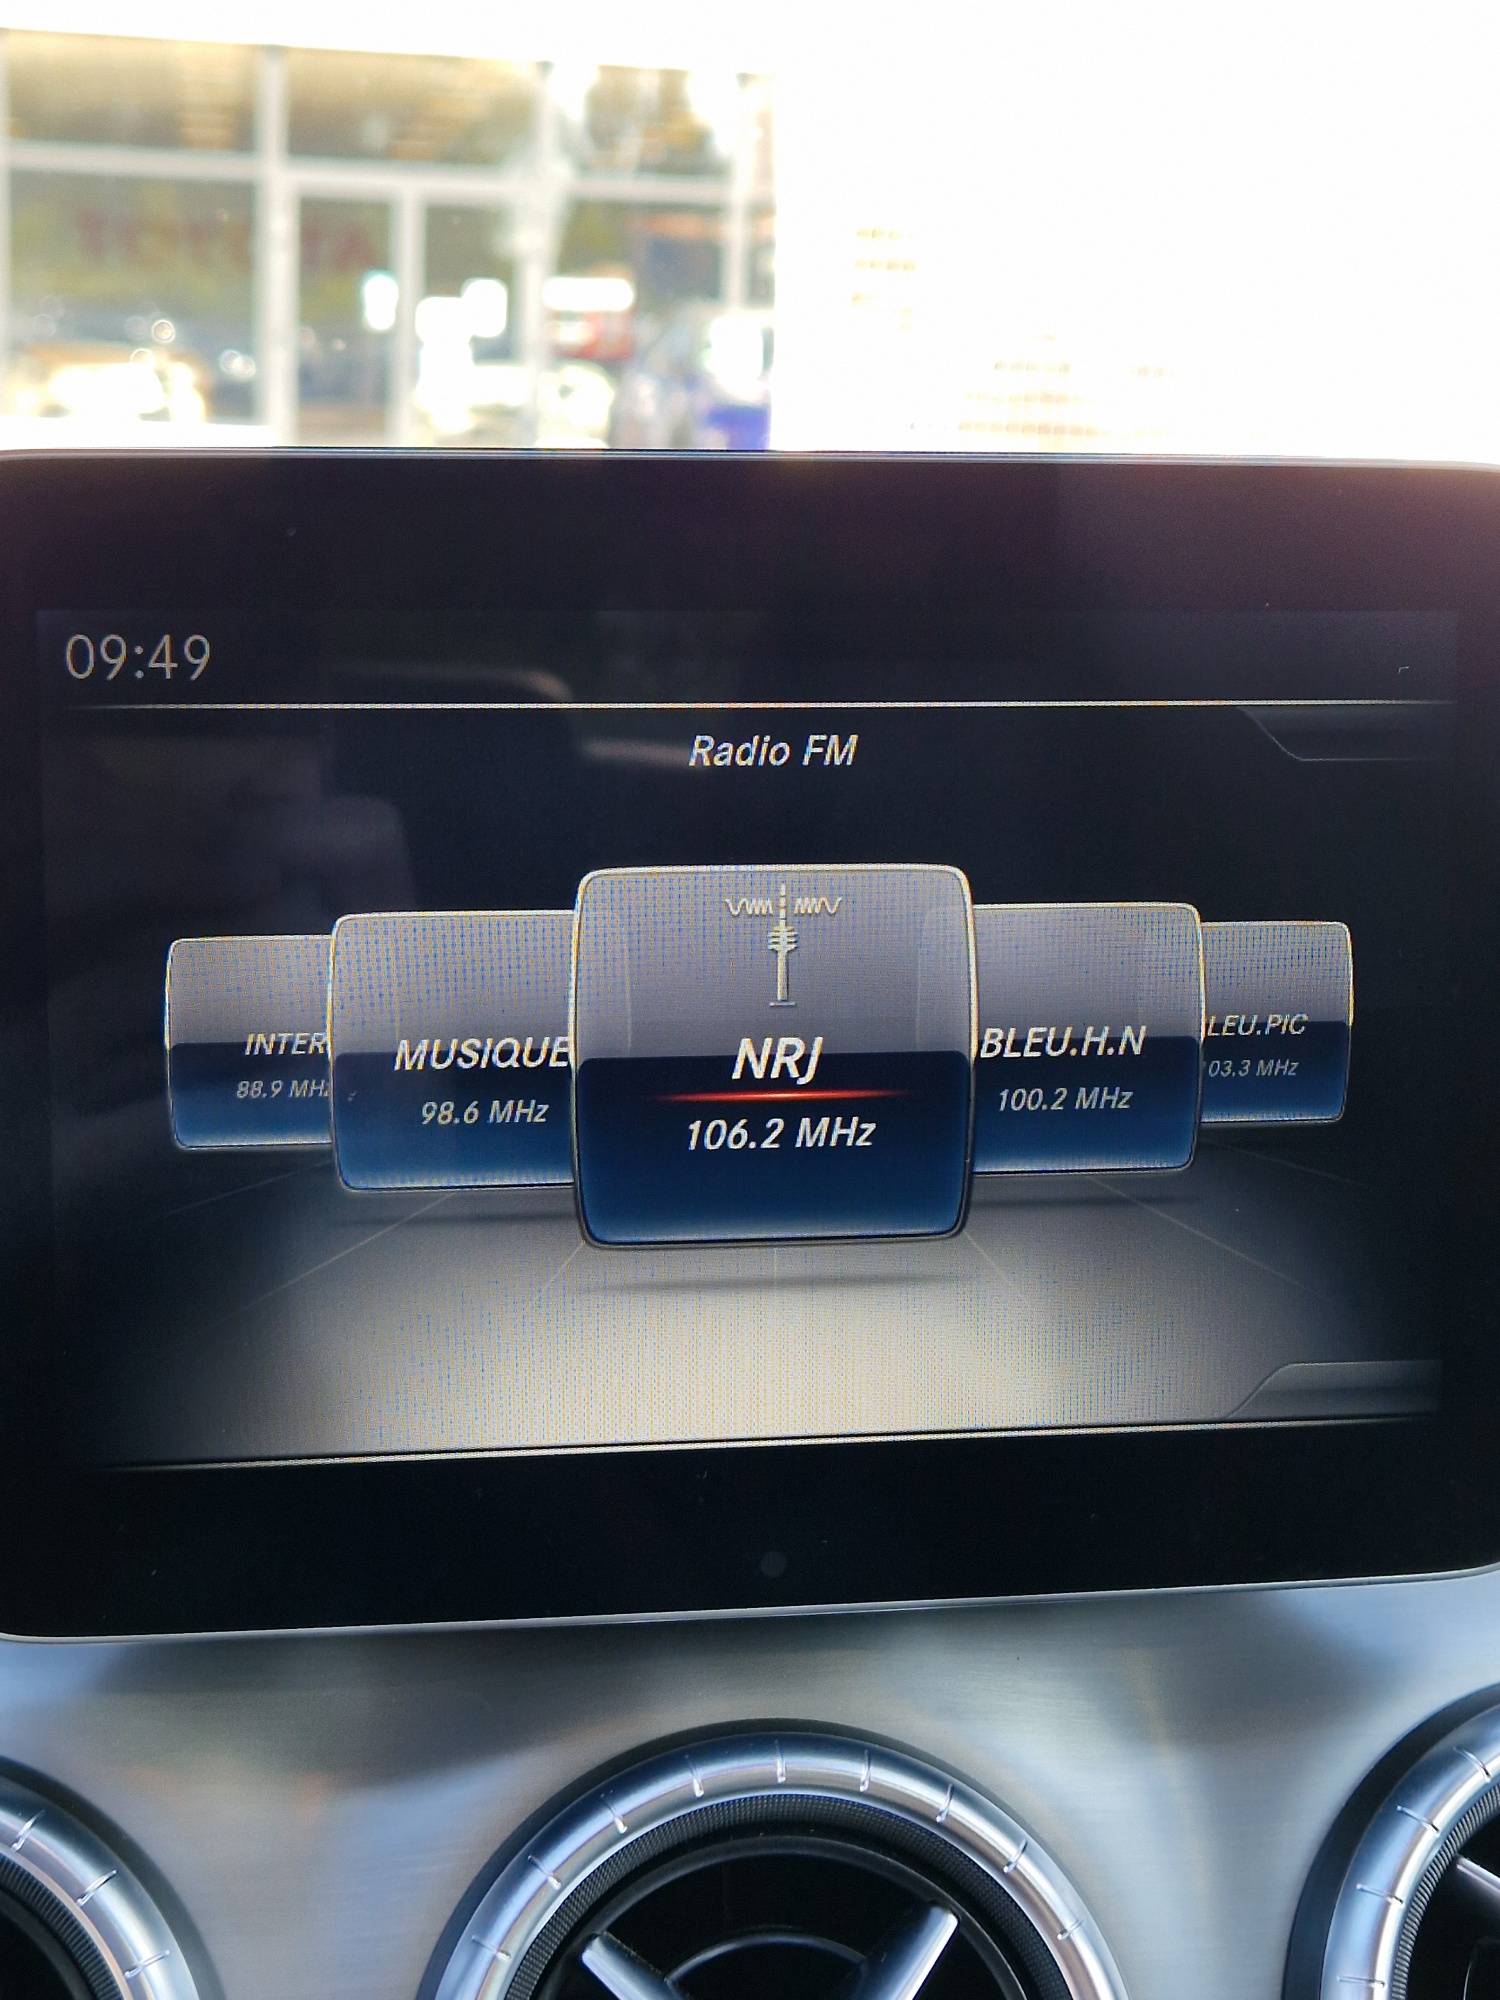 09:49
Radio FM
INTER
88.9 MHz
MUSIQUE
98.6 MHz
NRJ
106.2 MHz
BLEU.H.N
100.2 MHz
LEU.PIC
03.3 MHz